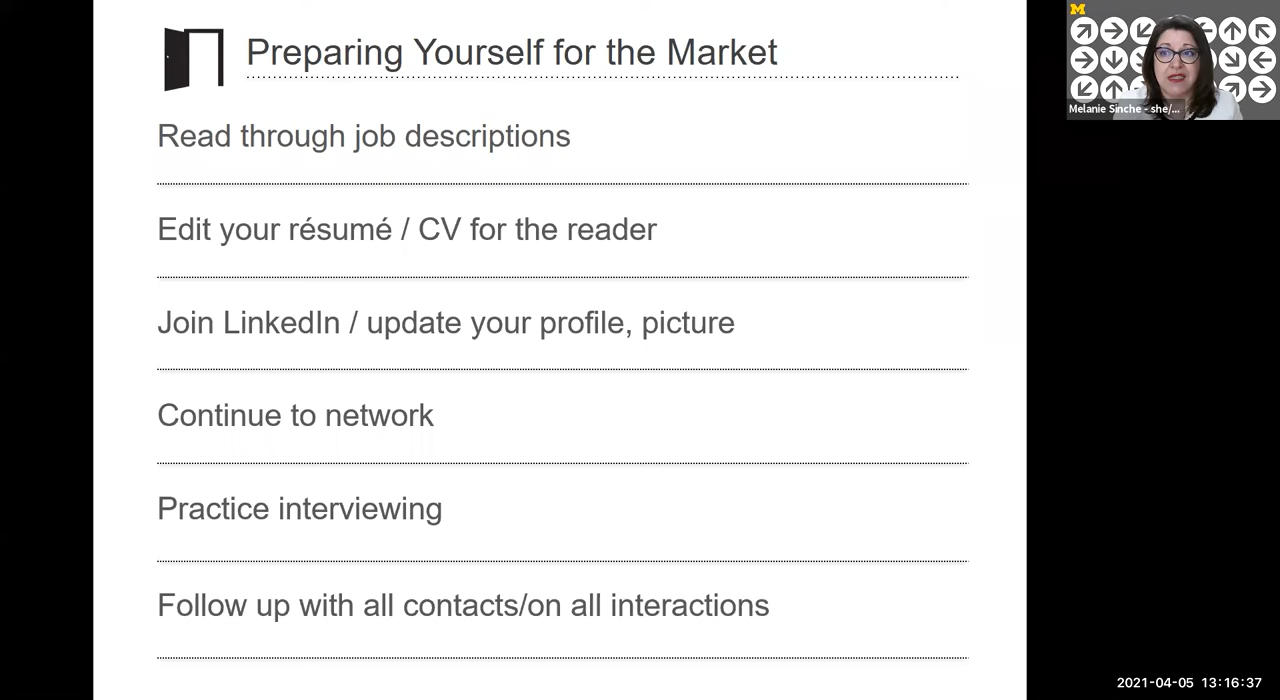 Preparing Yourself for the Market
Read through job descriptions
Edit your résumé / CV for the reader
Join LinkedIn / update your profile, picture
Continue to network
Practice interviewing
Follow up with all contacts/on all interactions
M
Melanie Sinche - she/...
2021-04-05 13:16:37